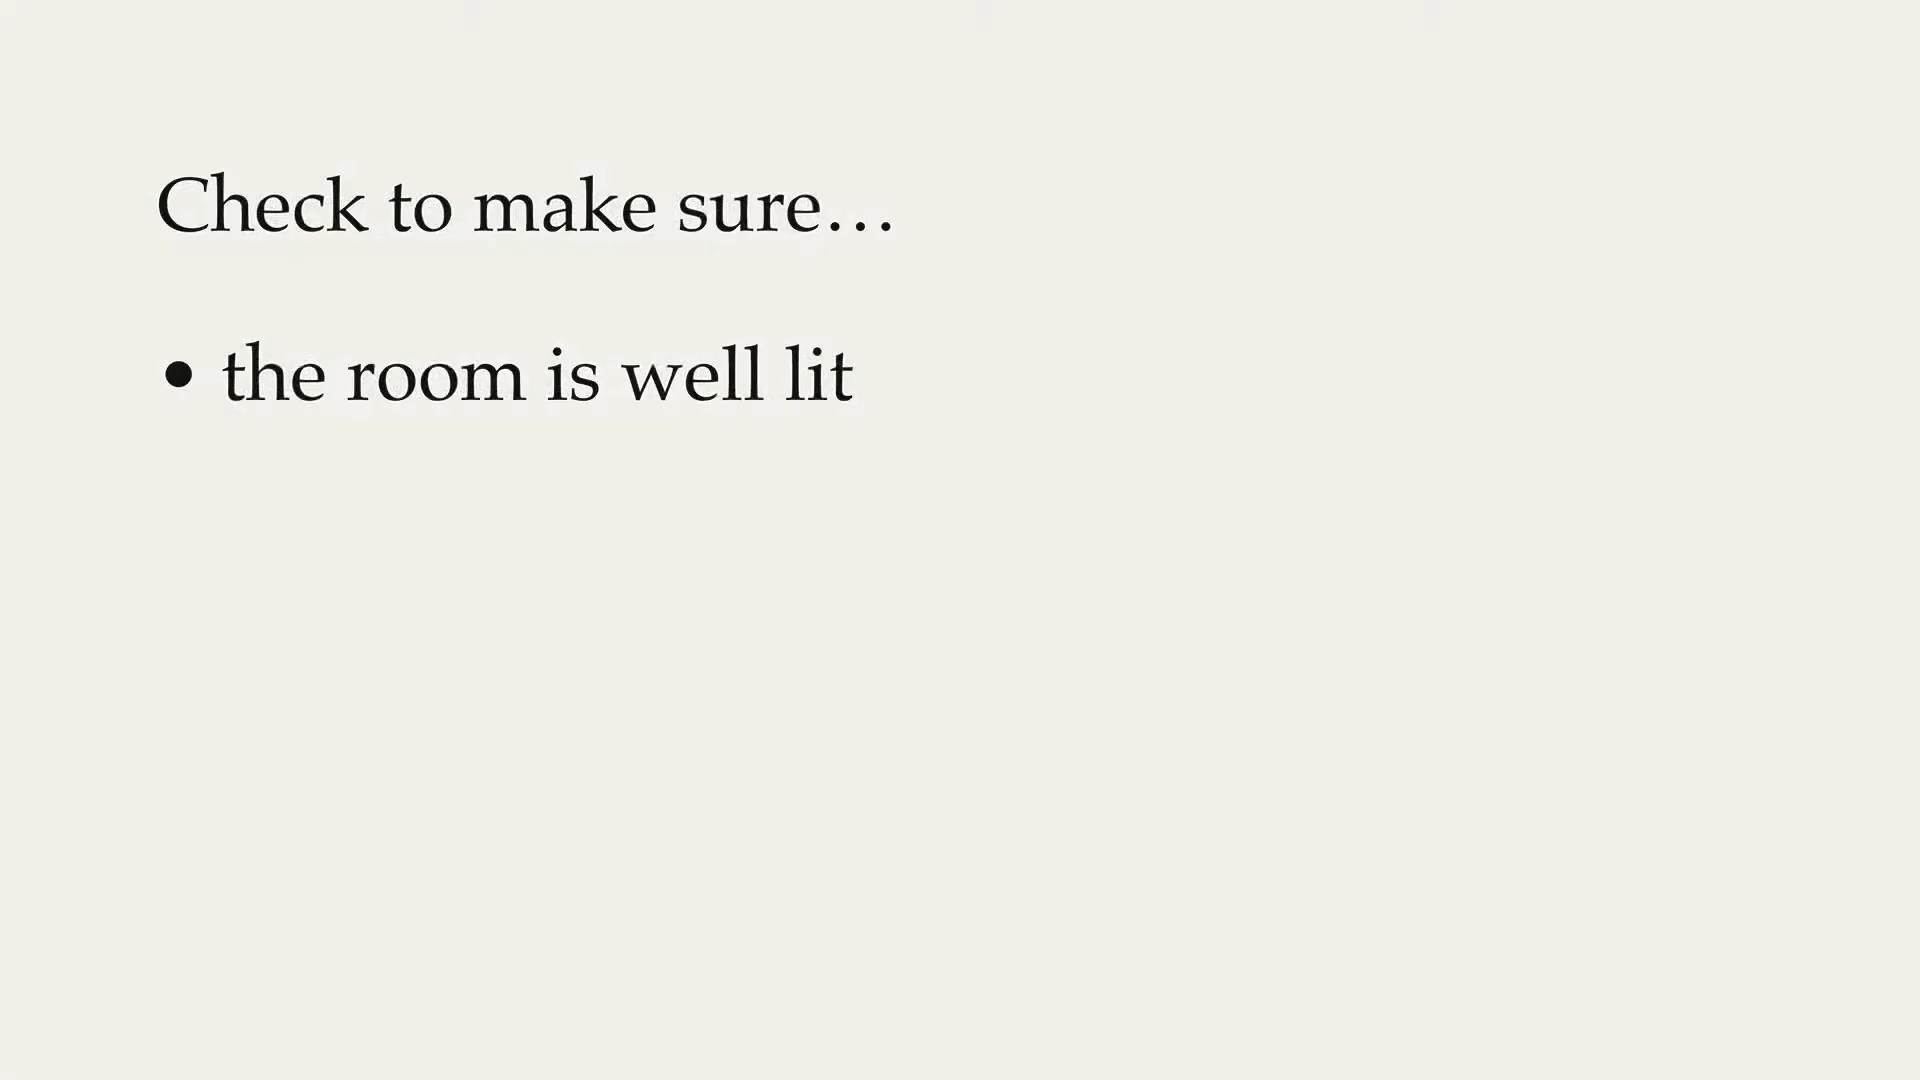 Check to make sure…
• the room is well lit